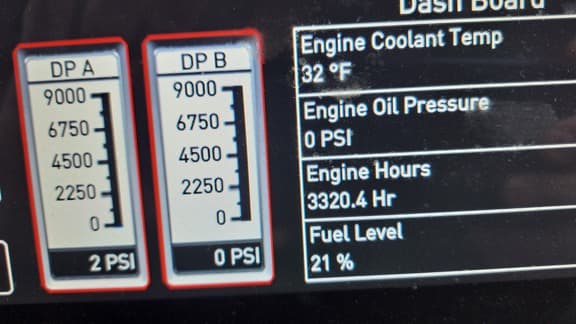 Dash Board
DP A
9000
6750
4500
2250
0
2 PSI
DP B
9000
6750
4500
2250
0
0 PSI
Engine Coolant Temp
32 °F
Engine Oil Pressure
0 PSI
Engine Hours
3320.4 Hr
Fuel Level
21 %